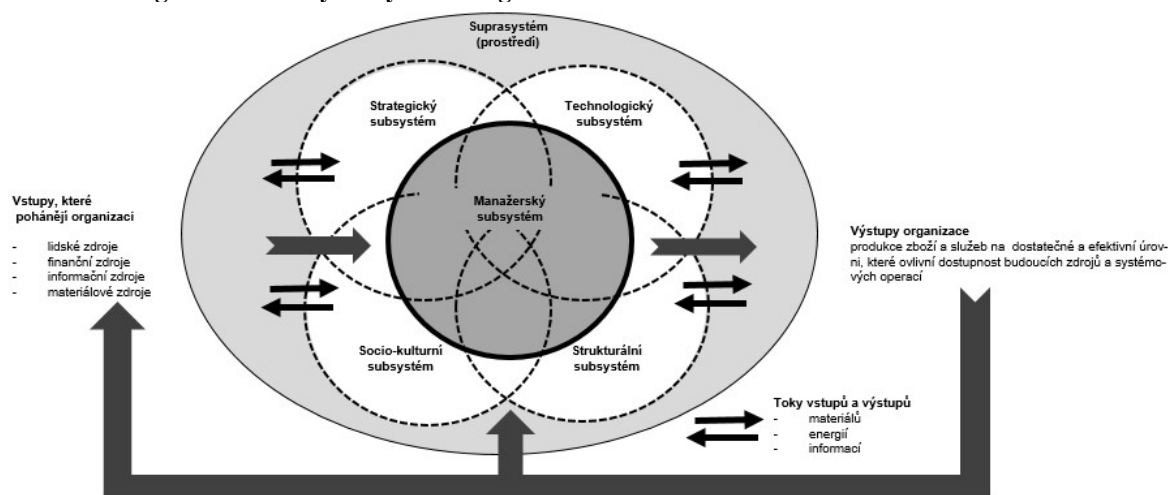 Suprasystém
(prostředí)
Strategický
subsystém
Technologický
subsystém
Manažerský
subsystém
Vstupy, které
pohánějí organizaci
- lidské zdroje
- finanční zdroje
- informační zdroje
- materiálové zdroje
Výstupy organizace
produkce zboží a služeb na dostatečné a efektivní úrov-
ni, které ovlivní dostupnost budoucích zdrojů a systémo-
vých operací
Socio-kulturní
subsystém
Strukturální
subsystém
Toky vstupů a výstupů
- materiálů
- energií
- informací